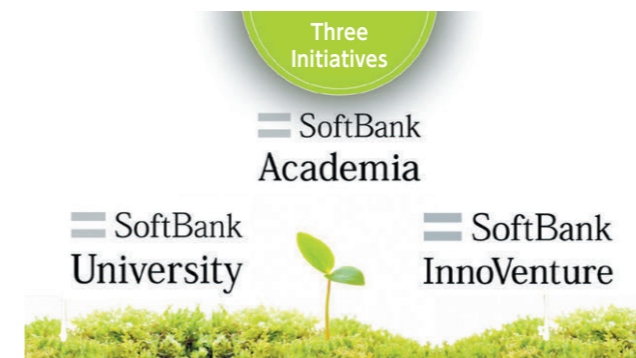 Three
Initiatives
SoftBank
Academia
SoftBank
University
SoftBank
InnoVenture